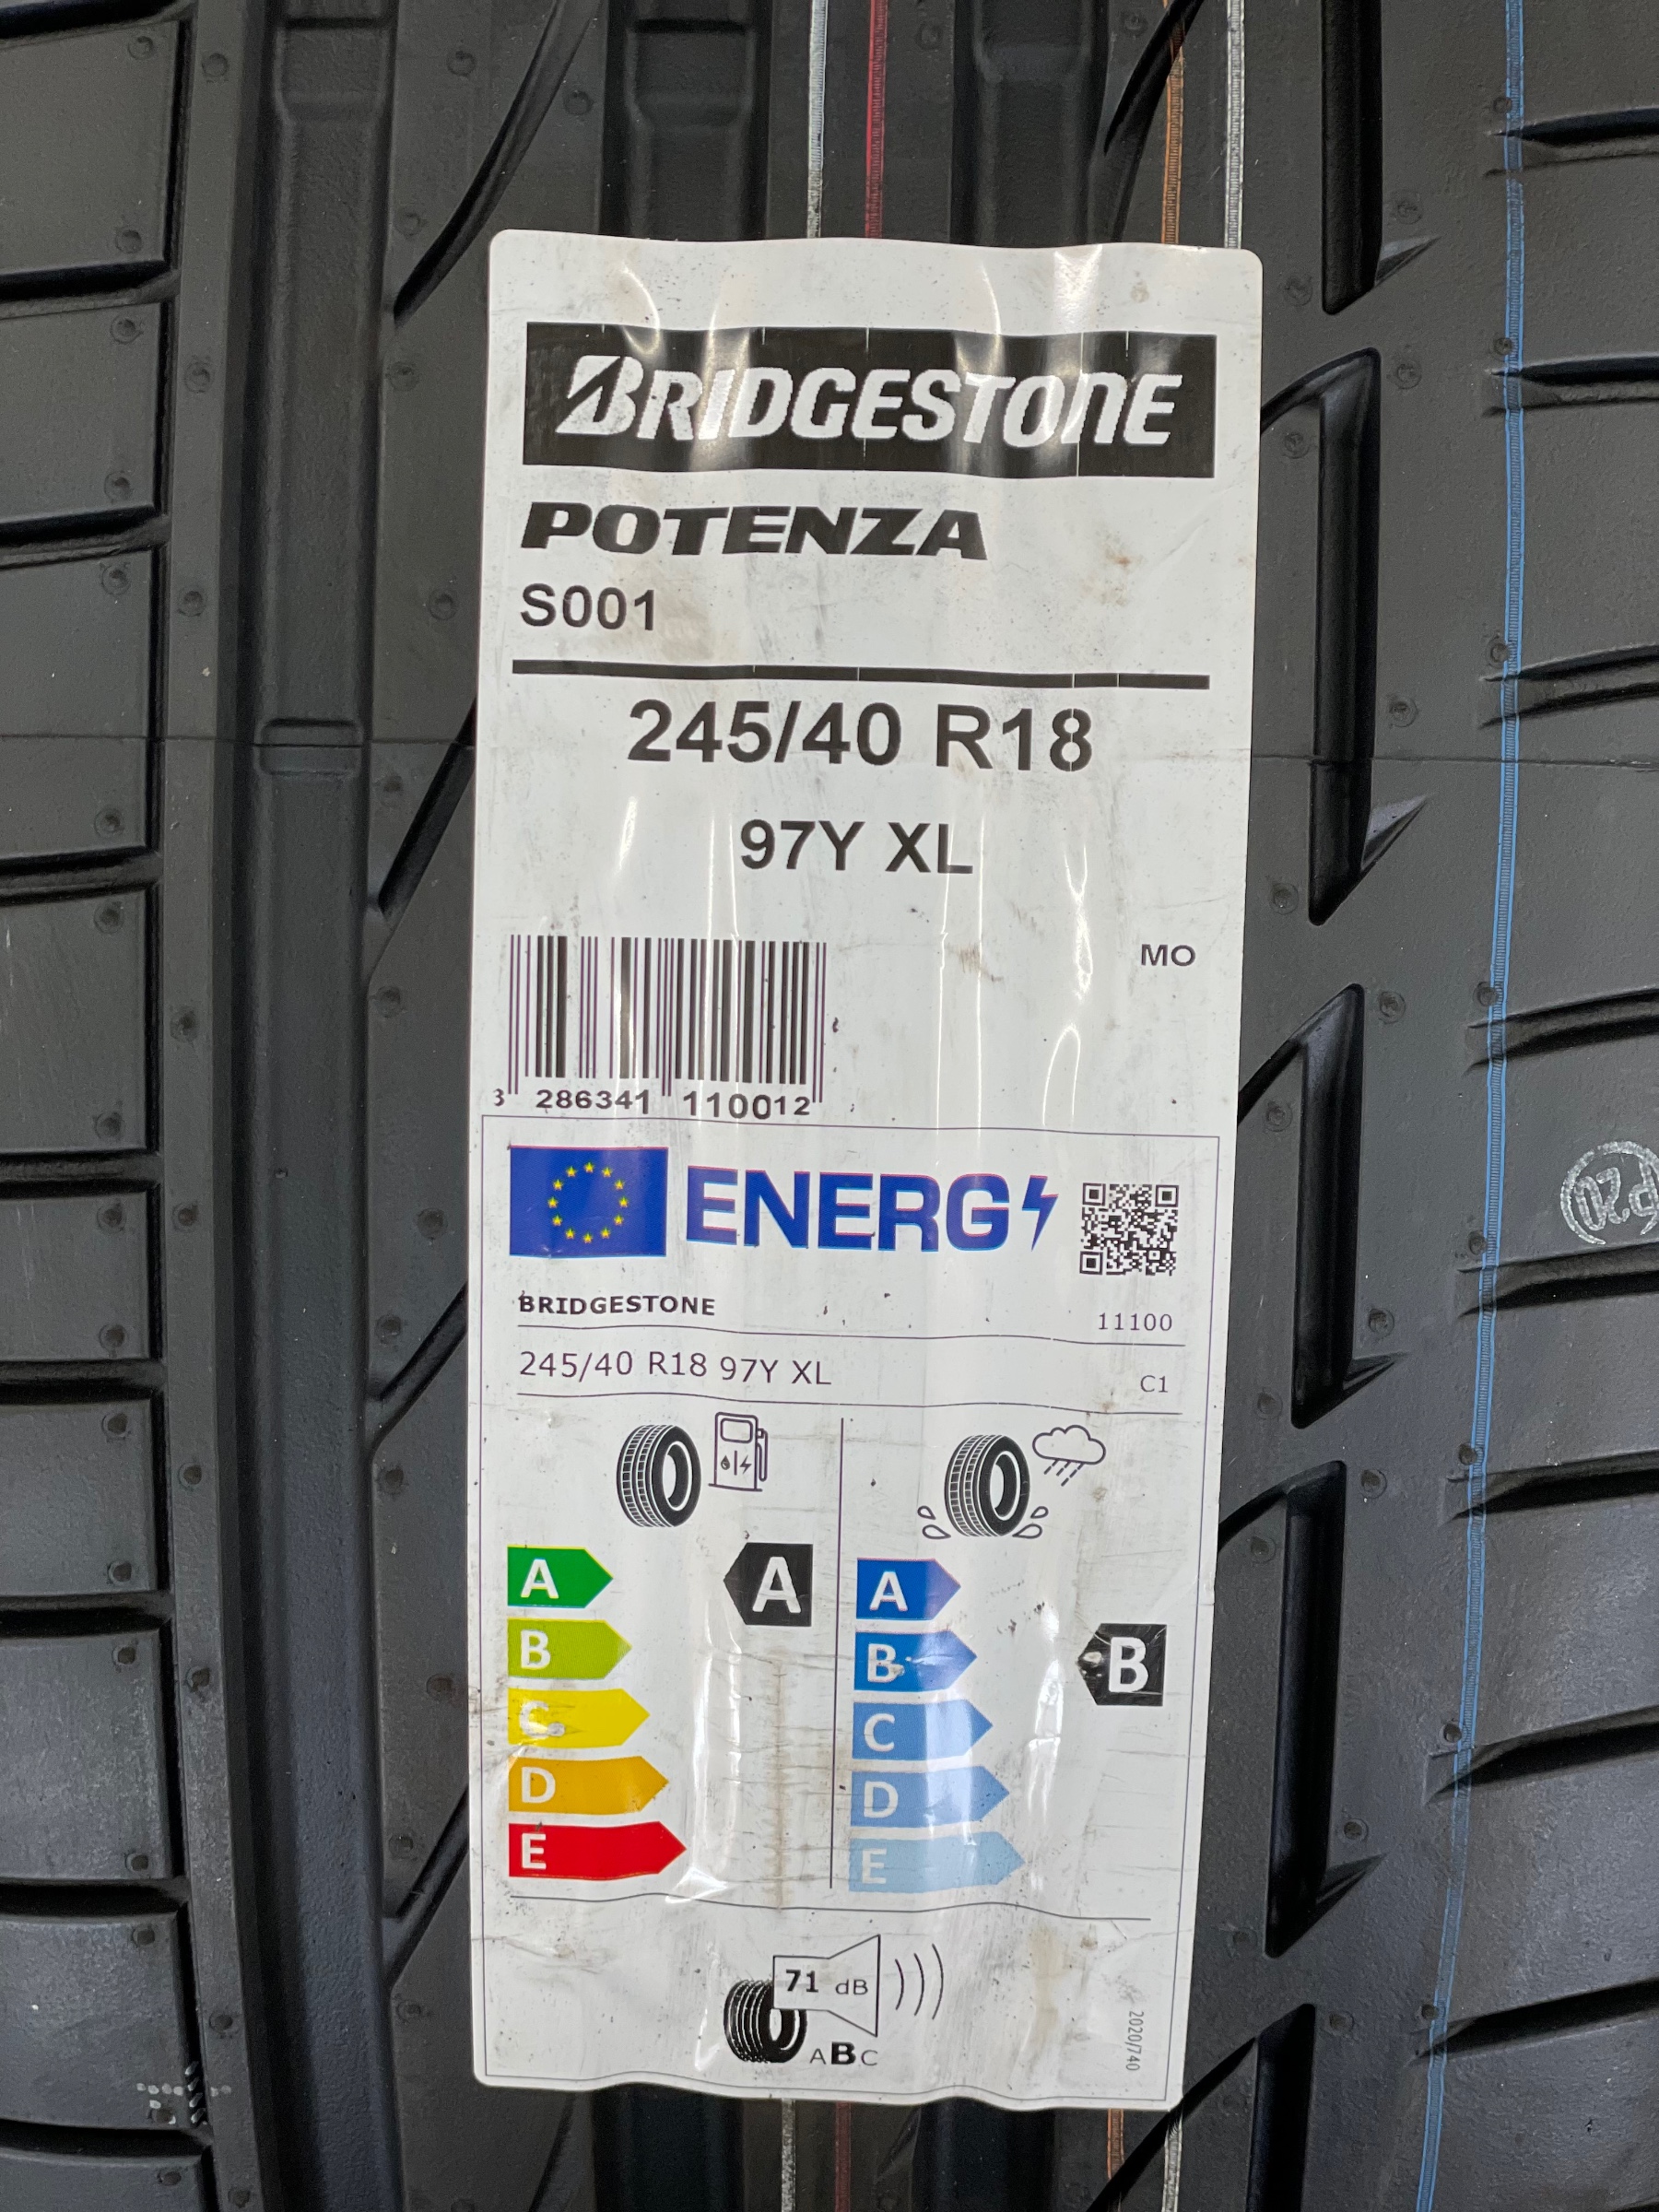 BRIDGESTONE
POTENZA
S001
245/40 R18
97Y XL
MO
3 286341 110012
ENERG
BRIDGESTONE
11100
245/40 R18 97Y XL
C1
A A
B
C
D
E
A
B B
C
D
E
71 dB
ABC
2020/740